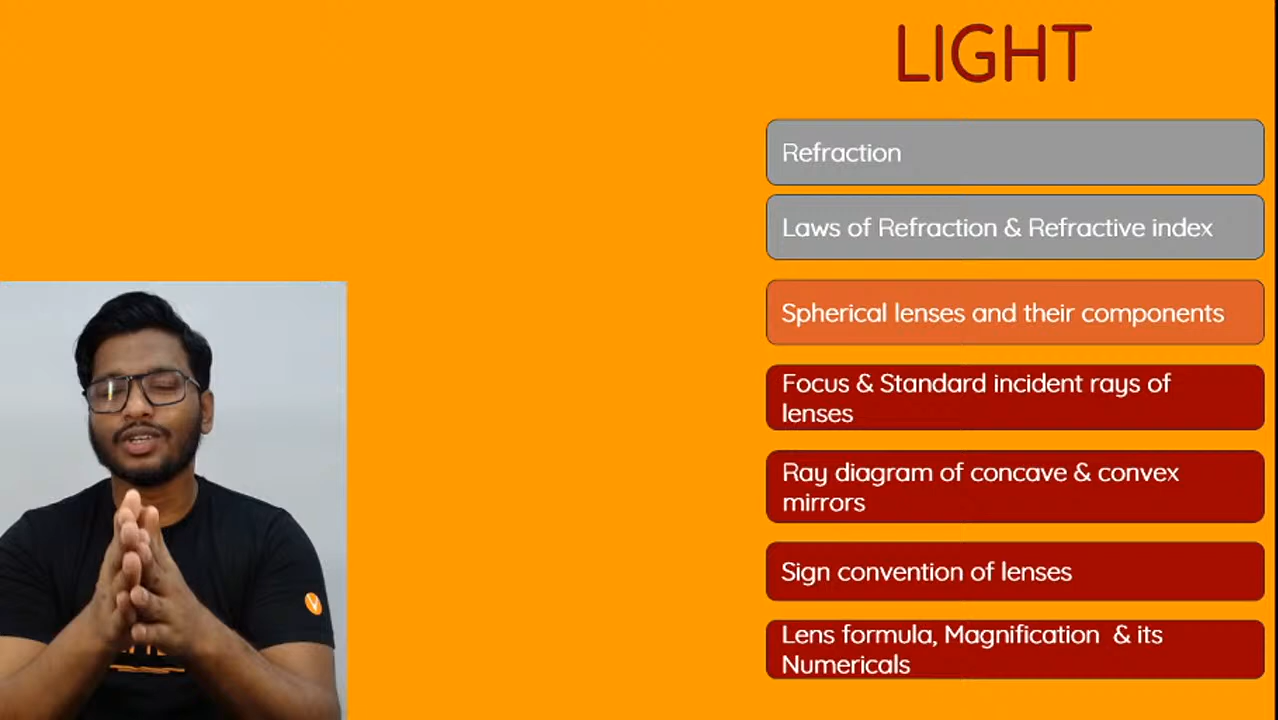 LIGHT
Refraction
Laws of Refraction & Refractive index
Spherical lenses and their components
Focus & Standard incident rays of
lenses
Ray diagram of concave & convex
mirrors
Sign convention of lenses
Lens formula, Magnification & its
Numericals